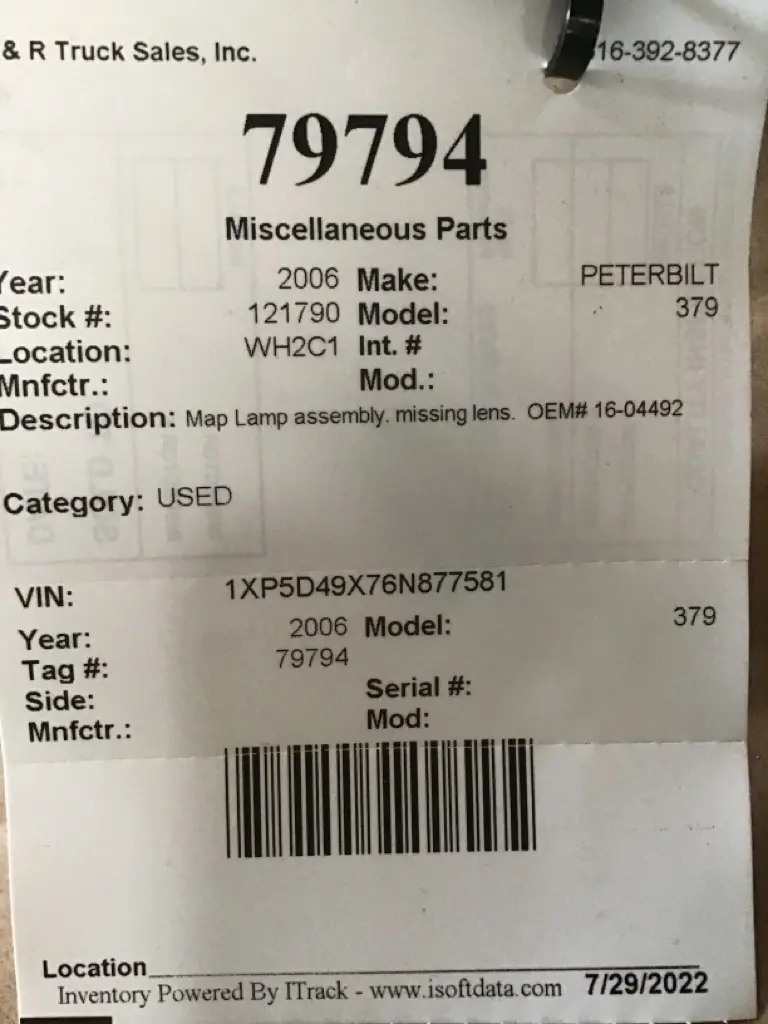 & R Truck Sales, Inc. 16-392-8377
79794
Miscellaneous Parts
Year: 2006 Make: PETERBILT
Stock #: 121790 Model: 379
Location: WH2C1 Int. #
Mnfctr.: Mod.:
Description: Map Lamp assembly. missing lens. OEM# 16-04492
Category: USED
VIN: 1XP5D49X76N877581
Year: 2006 Model: 379
Tag #: 79794
Side: Serial #:
Mnfctr.: Mod:
Location
Inventory Powered By ITrack - www.isoftdata.com 7/29/2022